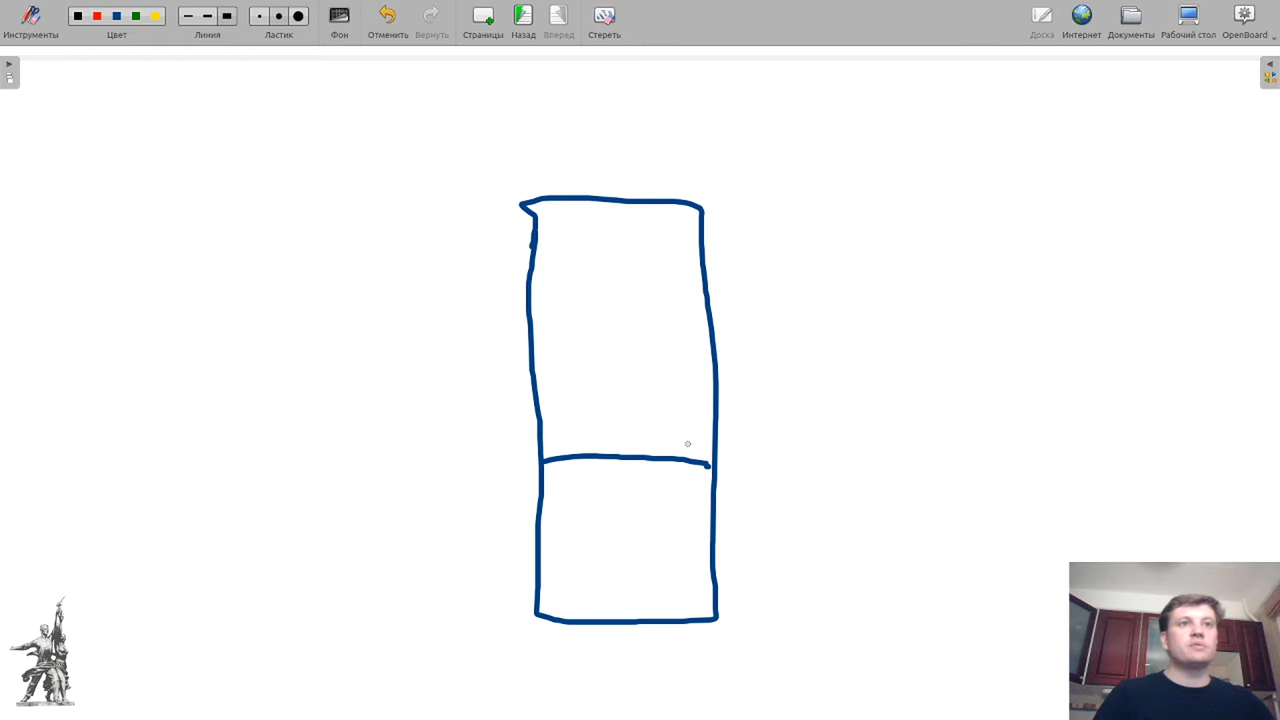 Инструменты
Цвет
Линия
Ластик
Фон
Отменить
Вернуть
Страницы
Назад
Вперед
Стереть
Доска
Интернет
Документы
Рабочий стол
OpenBoard